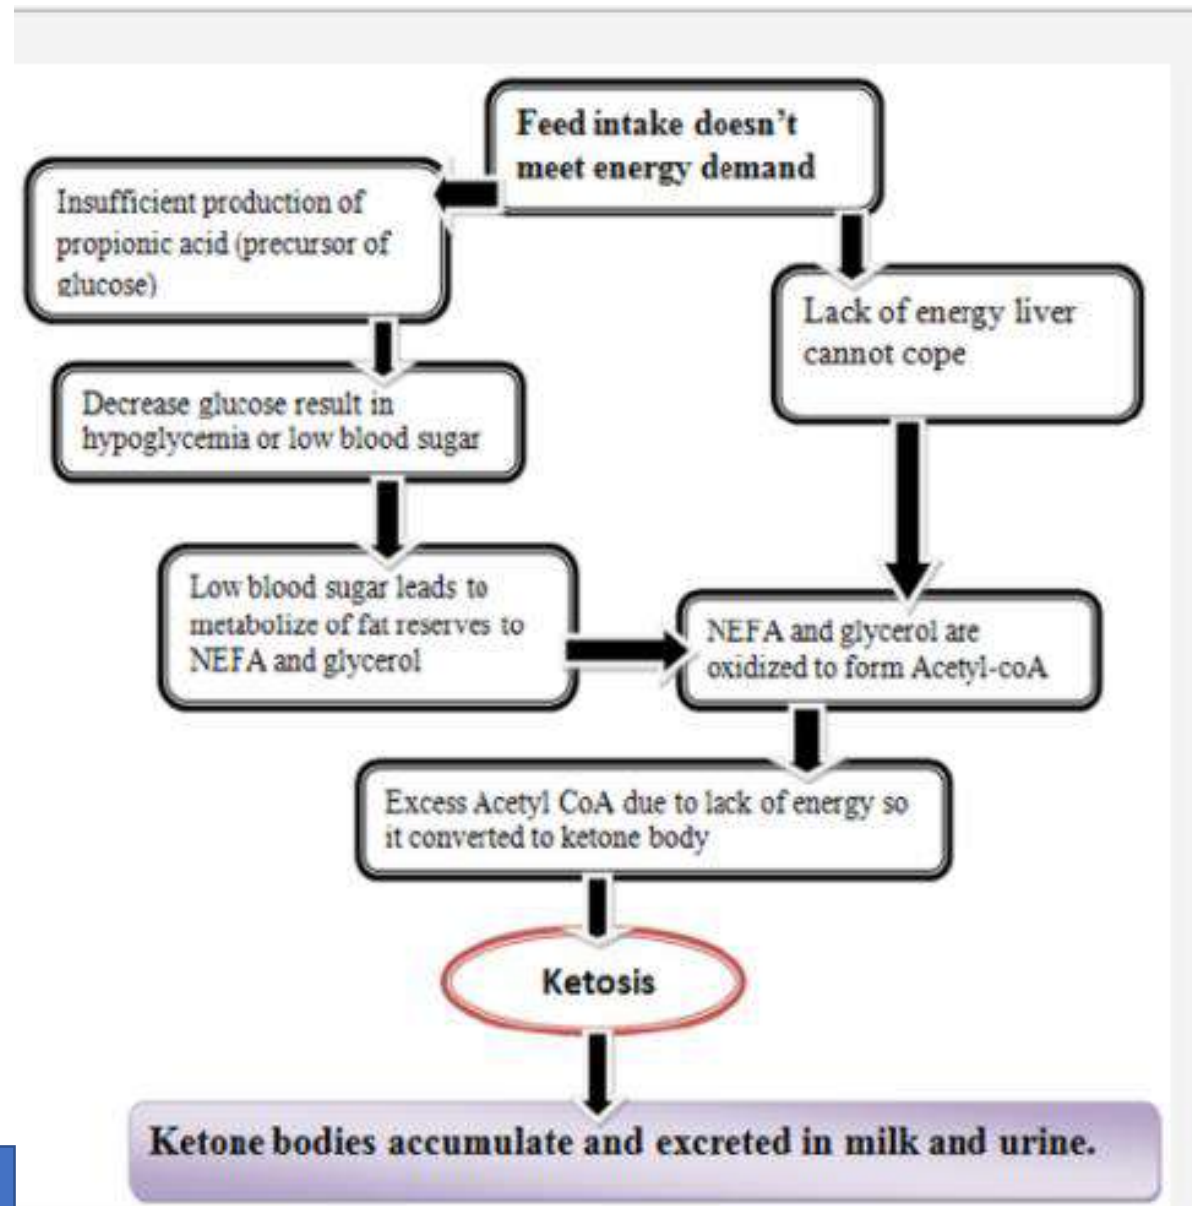 Feed intake doesn't
meet energy demand
Insufficient production of
propionic acid (precursor of
glucose)
Lack of energy liver
cannot cope
Decrease glucose result in
hypoglycemia or low blood sugar
Low blood sugar leads to
metabolize of fat reserves to
NEFA and glycerol
NEFA and glycerol are
oxidized to form Acetyl-coA
Excess Acetyl CoA due to lack of energy so
it converted to ketone body
Ketosis
Ketone bodies accumulate and excreted in milk and urine.